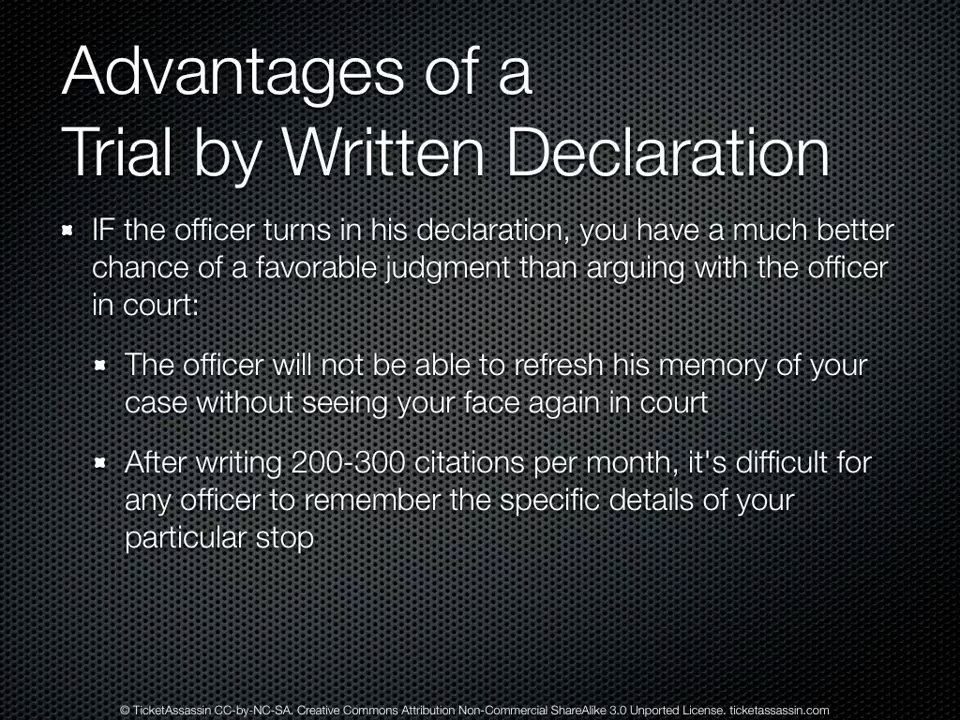 Advantages of a
Trial by Written Declaration
IF the officer turns in his declaration, you have a much better
chance of a favorable judgment than arguing with the officer
in court:
The officer will not be able to refresh his memory of your
case without seeing your face again in court
After writing 200-300 citations per month, it's difficult for
any officer to remember the specific details of your
particular stop
© TicketAssassin CC-by-NC-SA. Creative Commons Attribution Non-Commercial ShareAlike 3.0 Unported License. ticketassassin.com